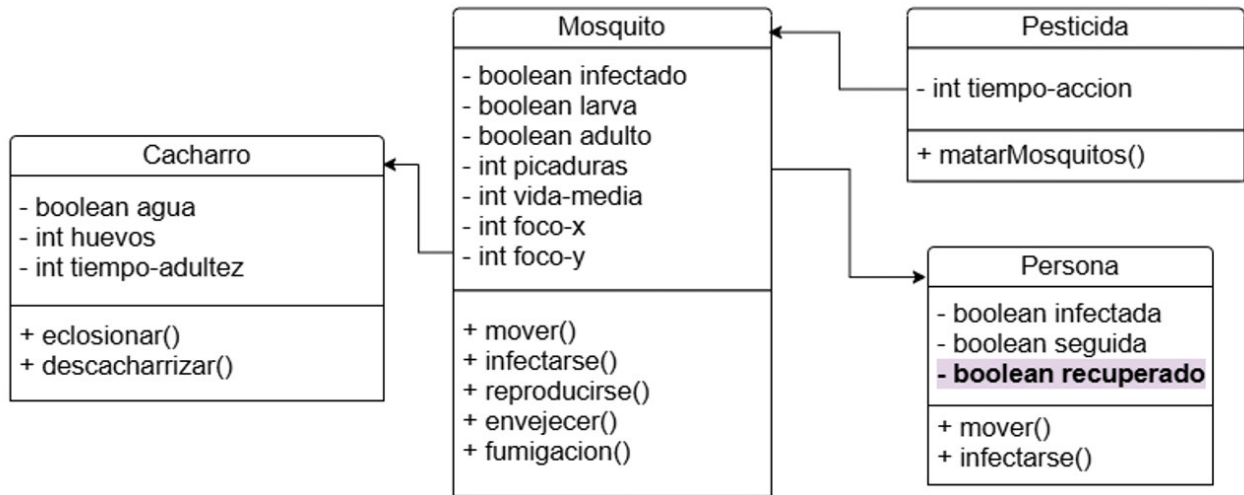 Cacharro
- boolean agua
- int huevos
- int tiempo-adultez
+ eclosionar()
+ descacharrizar()
Mosquito
- boolean infectado
- boolean larva
- boolean adulto
- int picaduras
- int vida-media
- int foco-x
- int foco-y
+ mover()
+ infectarse()
+ reproducirse()
+ envejecer()
+ fumigacion()
Pesticida
- int tiempo-accion
+ matarMosquitos()
Persona
- boolean infectada
- boolean seguida
- boolean recuperado
+ mover()
+ infectarse()